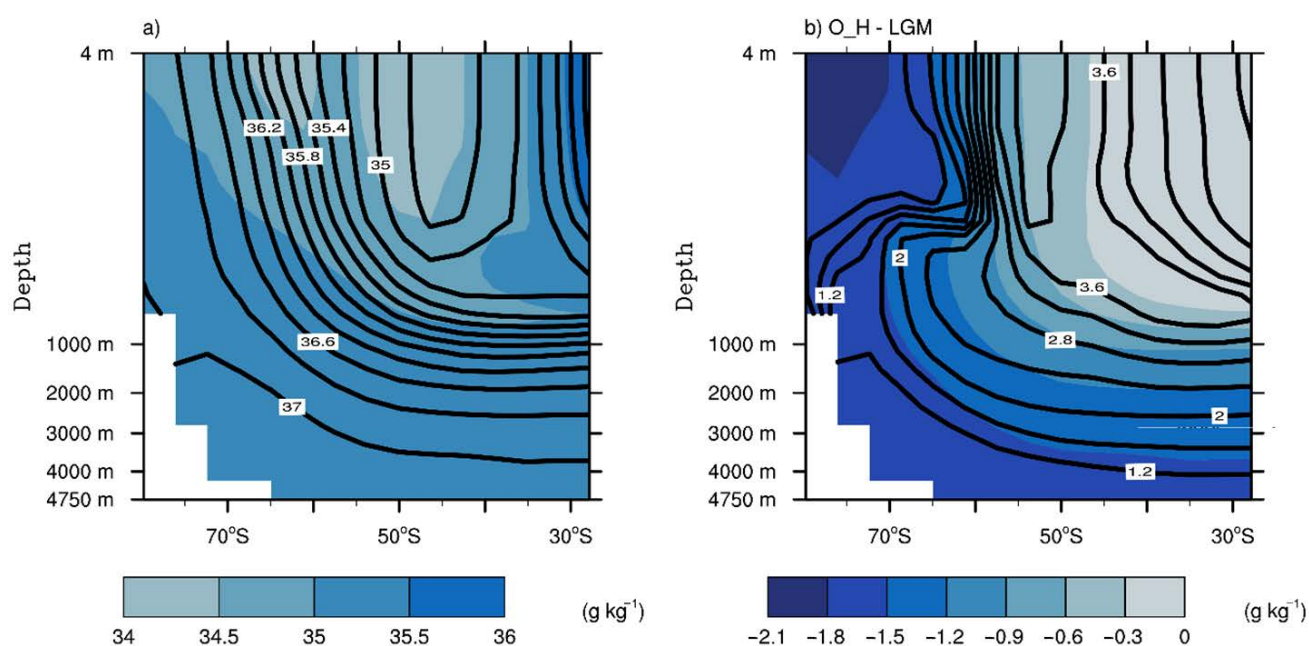 a)
4 m
1000 m
2000 m
3000 m
4000 m
4750 m
Depth
36.2
35.4
35.8
35
36.6
37
70°S
50°S
30°S
34
34.5
35
35.5
36
(g kg⁻¹)
b) O_H - LGM
4 m
1000 m
2000 m
3000 m
4000 m
4750 m
Depth
3.6
2
1.2
3.6
2.8
2
1.2
70°S
50°S
30°S
−2.1
−1.8
−1.5
−1.2
−0.9
−0.6
−0.3
0
(g kg⁻¹)